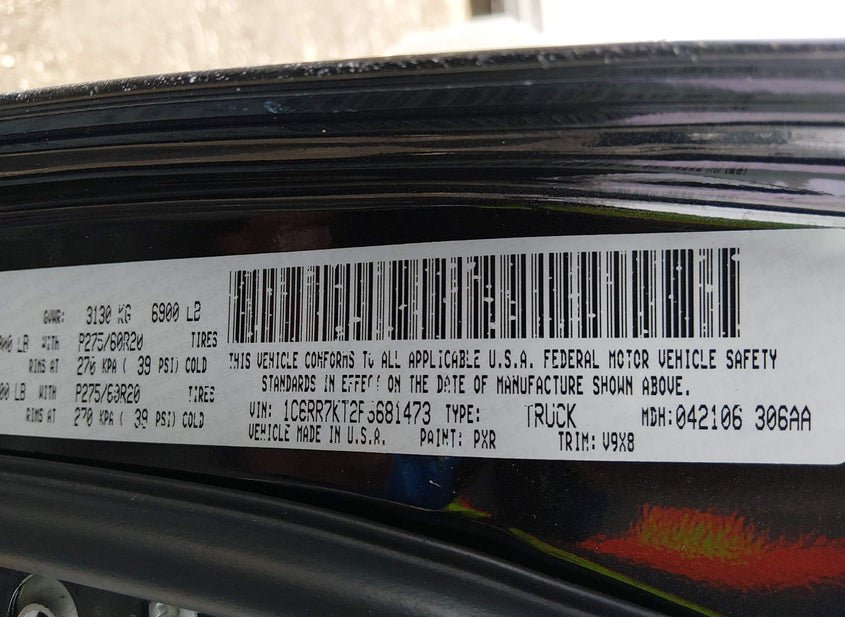 GVWR: 3130 KG 6900 LB
LB WITH P275/60R20 TIRES
RIMS AT 270 KPA ( 39 PSI) COLD
LB WITH P275/60R20 TIRES
RIMS AT 270 KPA ( 39 PSI) COLD
THIS VEHICLE CONFORMS TO ALL APPLICABLE U.S.A. FEDERAL MOTOR VEHICLE SAFETY
STANDARDS IN EFFECT ON THE DATE OF MANUFACTURE SHOWN ABOVE.
VIN: 1C6RR7KT2FS681473 TYPE: TRUCK MDH:042106 306AA
VEHICLE MADE IN U.S.A. PAINT: PXR TRIM: V9X8